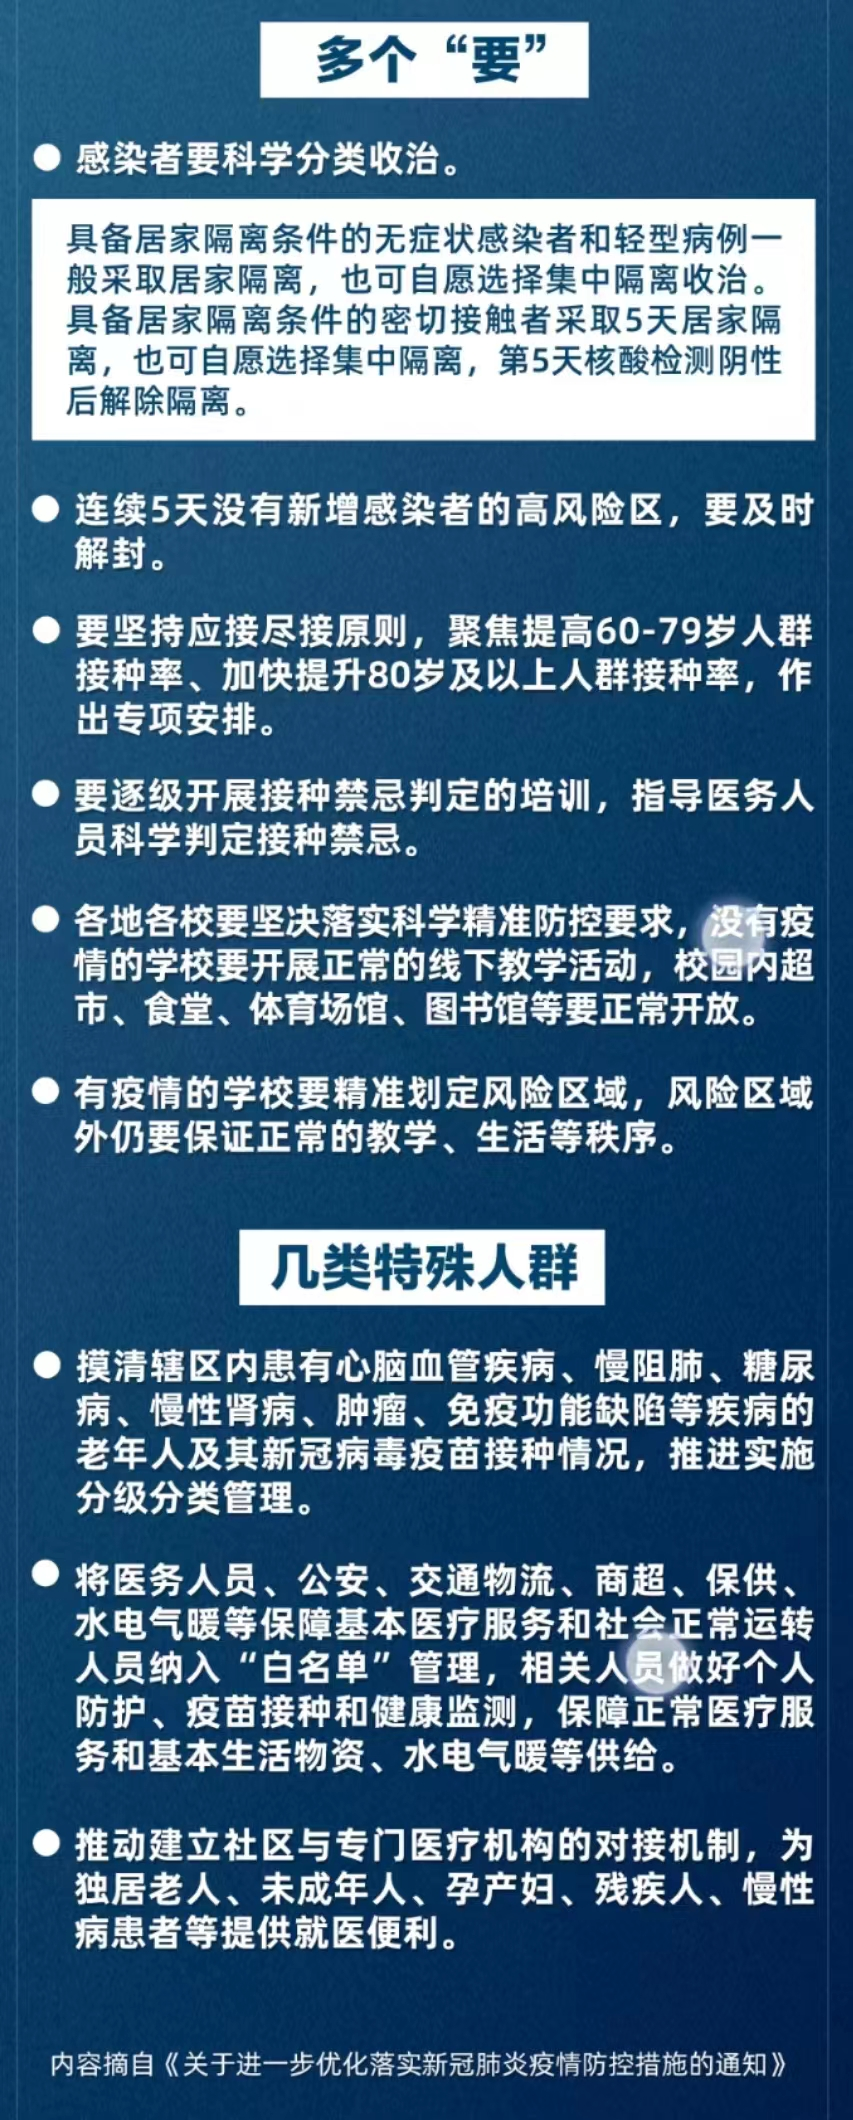 多个“要”
● 感染者要科学分类收治。
具备居家隔离条件的无症状感染者和轻型病例一
般采取居家隔离，也可自愿选择集中隔离收治。
具备居家隔离条件的密切接触者采取5天居家隔
离，也可自愿选择集中隔离，第5天核酸检测阴性
后解除隔离。
● 连续5天没有新增感染者的高风险区，要及时
解封。
● 要坚持应接尽接原则，聚焦提高60-79岁人群
接种率、加快提升80岁及以上人群接种率，作
出专项安排。
● 要逐级开展接种禁忌判定的培训，指导医务人
员科学判定接种禁忌。
● 各地各校要坚决落实科学精准防控要求，没有疫
情的学校要开展正常的线下教学活动，校园内超
市、食堂、体育场馆、图书馆等要正常开放。
● 有疫情的学校要精准划定风险区域，风险区域
外仍要保证正常的教学、生活等秩序。
几类特殊人群
● 摸清辖区内患有心脑血管疾病、慢阻肺、糖尿
病、慢性肾病、肿瘤、免疫功能缺陷等疾病的
老年人及其新冠病毒疫苗接种情况，推进实施
分级分类管理。
● 将医务人员、公安、交通物流、商超、保供、
水电气暖等保障基本医疗服务和社会正常运转
人员纳入“白名单”管理，相关人员做好个人
防护、疫苗接种和健康监测，保障正常医疗服
务和基本生活物资、水电气暖等供给。
● 推动建立社区与专门医疗机构的对接机制，为
独居老人、未成年人、孕产妇、残疾人、慢性
病患者等提供就医便利。
内容摘自《关于进一步优化落实新冠肺炎疫情防控措施的通知》